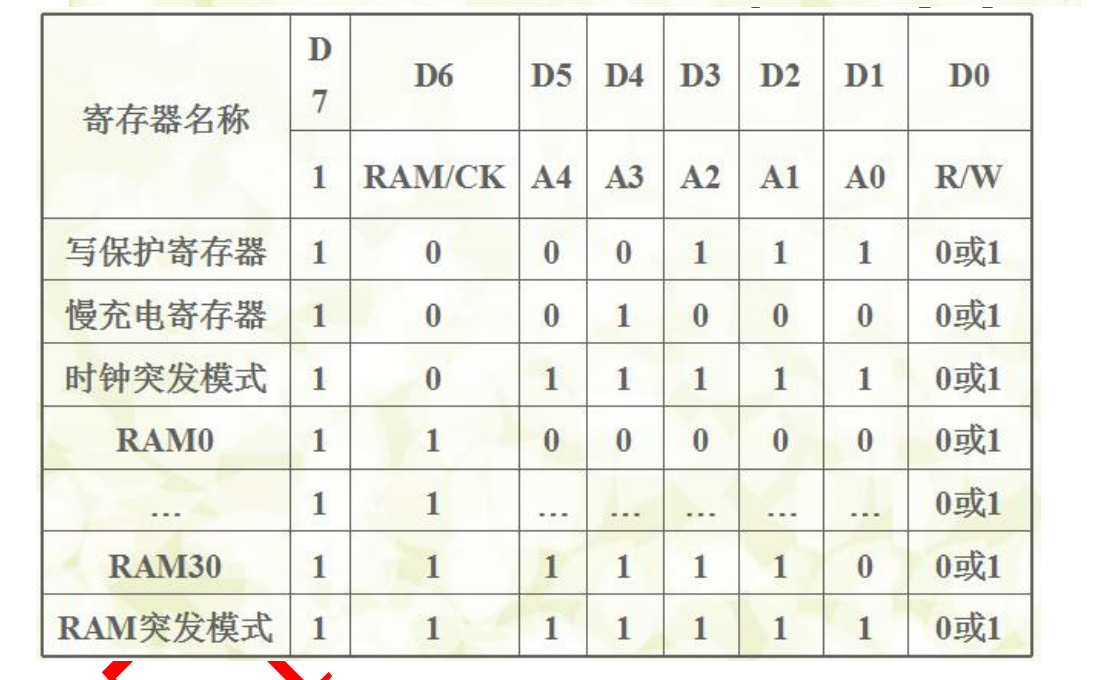 寄存器名称 D7 D6 D5 D4 D3 D2 D1 D0
1 RAM/CK A4 A3 A2 A1 A0 R/W
写保护寄存器 1 0 0 0 1 1 1 0或1
慢充电寄存器 1 0 0 1 0 0 0 0或1
时钟突发模式 1 0 1 1 1 1 1 0或1
RAM0 1 1 0 0 0 0 0 0或1
... 1 1 ... ... ... ... ... 0或1
RAM30 1 1 1 1 1 1 0 0或1
RAM突发模式 1 1 1 1 1 1 1 0或1